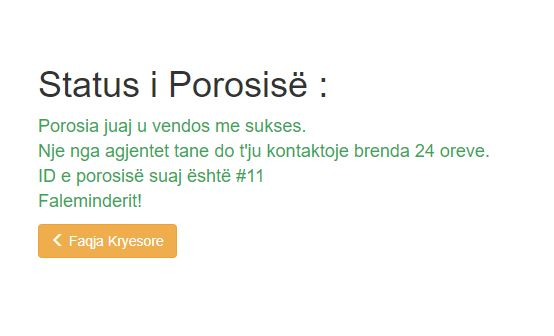 Status i Porosisë :
Porosia juaj u vendos me sukses.
Nje nga agjentet tane do t'ju kontaktoje brenda 24 oreve.
ID e porosisë suaj është #11
Faleminderit!
Faqja Kryesore